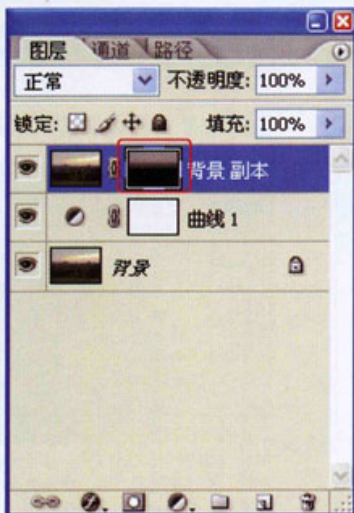 图层 通道 路径
正常 不透明度: 100%
锁定: 填充: 100%
背景 副本
曲线 1
背景